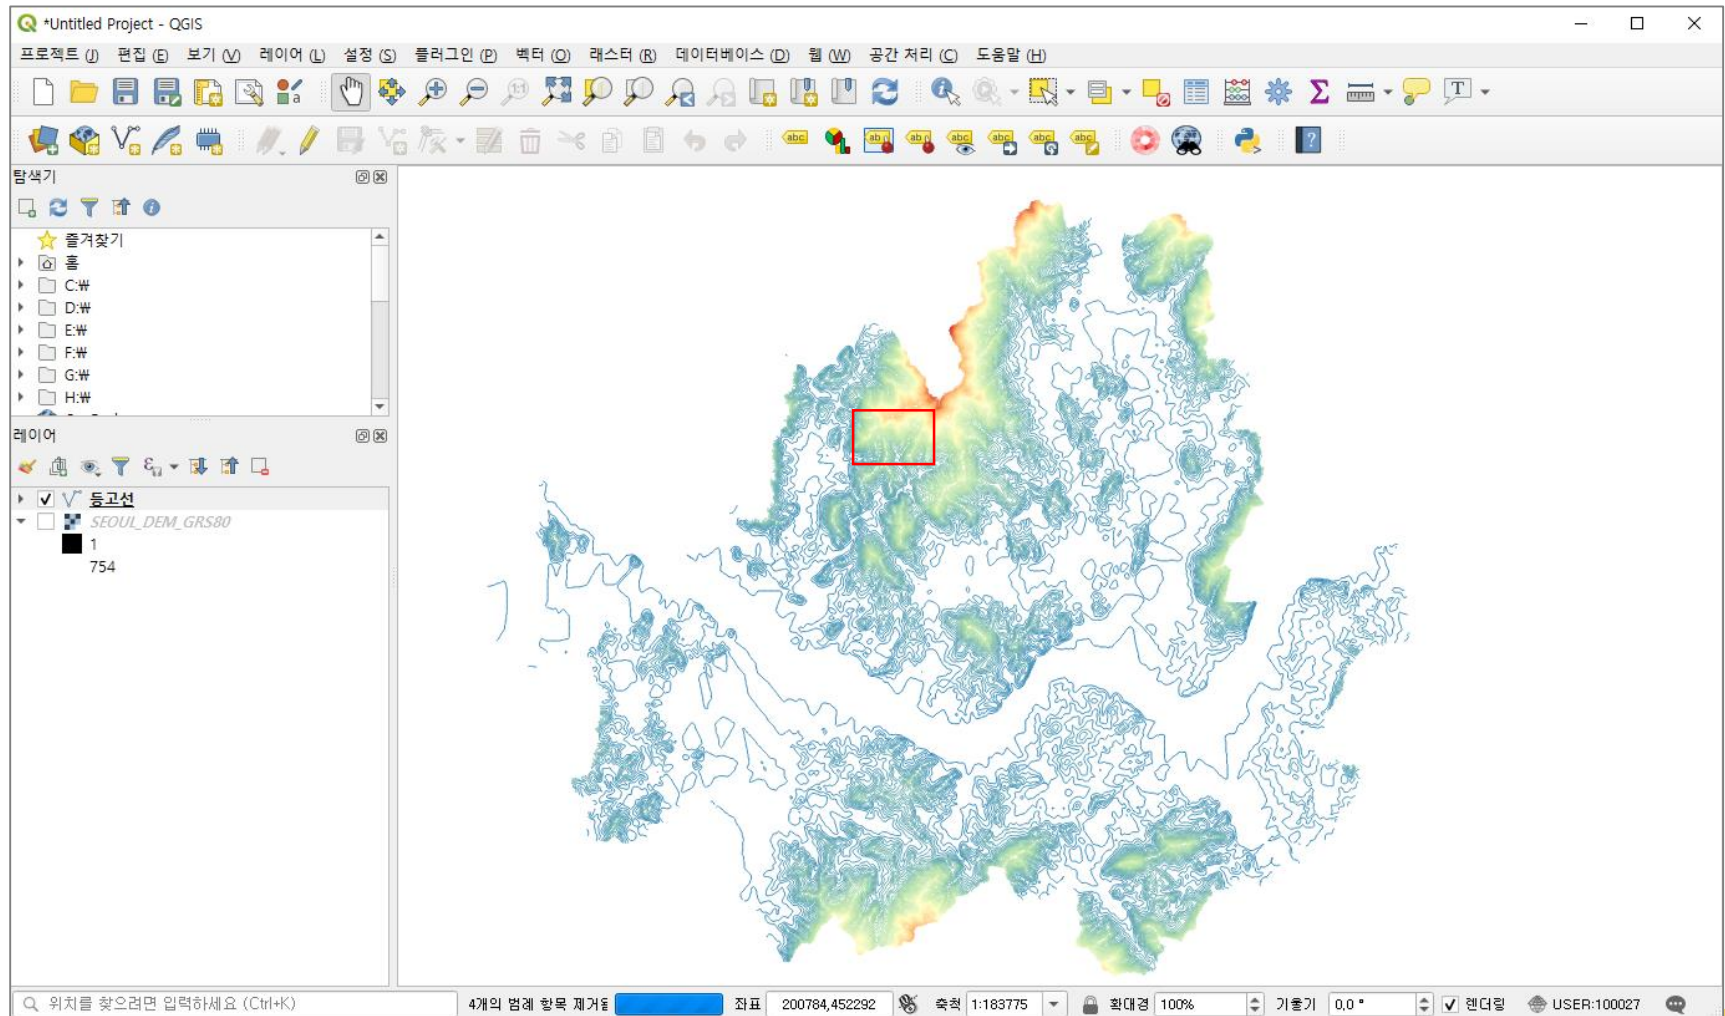 *Untitled Project - QGIS
프로젝트 (J) 편집 (E) 보기 (V) 레이어 (L) 설정 (S) 플러그인 (P) 벡터 (O) 래스터 (R) 데이터베이스 (D) 웹 (W) 공간 처리 (C) 도움말 (H)
탐색기
즐겨찾기
홈
C:₩
D:₩
E:₩
F:₩
G:₩
H:₩
레이어
등고선
SEOUL_DEM_GRS80
1
754
위치를 찾으려면 입력하세요 (Ctrl+K) 4개의 범례 항목 제거됨 좌표 200784,452292 축척 1:183775 확대경 100% 기울기 0,0 ° 렌더링 USER:100027